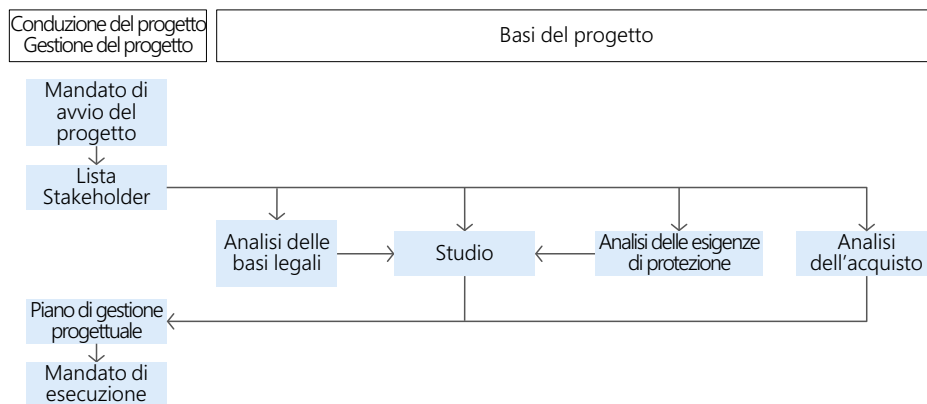 Conduzione del progetto
Gestione del progetto
Basi del progetto
Mandato di
avvio del
progetto
Lista
Stakeholder
Analisi delle
basi legali
Studio
Analisi delle esigenze
di protezione
Analisi
dell’acquisto
Piano di gestione
progettuale
Mandato di
esecuzione